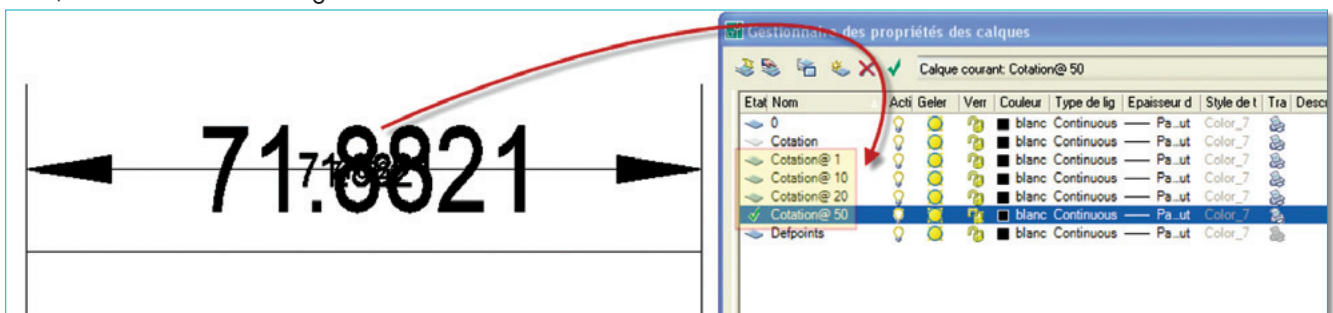 Gestionnaire des propriétés des calques
Calque courant: Cotation@ 50
Etat Nom Acti Geler Verr Couleur Type de lig Epaisseur d Style de t Tra Descr
0 blanc Continuous Pa...ut Color_7
Cotation blanc Continuous Pa...ut Color_7
Cotation@ 1 blanc Continuous Pa...ut Color_7
Cotation@ 10 blanc Continuous Pa...ut Color_7
Cotation@ 20 blanc Continuous Pa...ut Color_7
Cotation@ 50 blanc Continuous Pa...ut Color_7
Defpoints blanc Continuous Pa...ut Color_7
71.8821